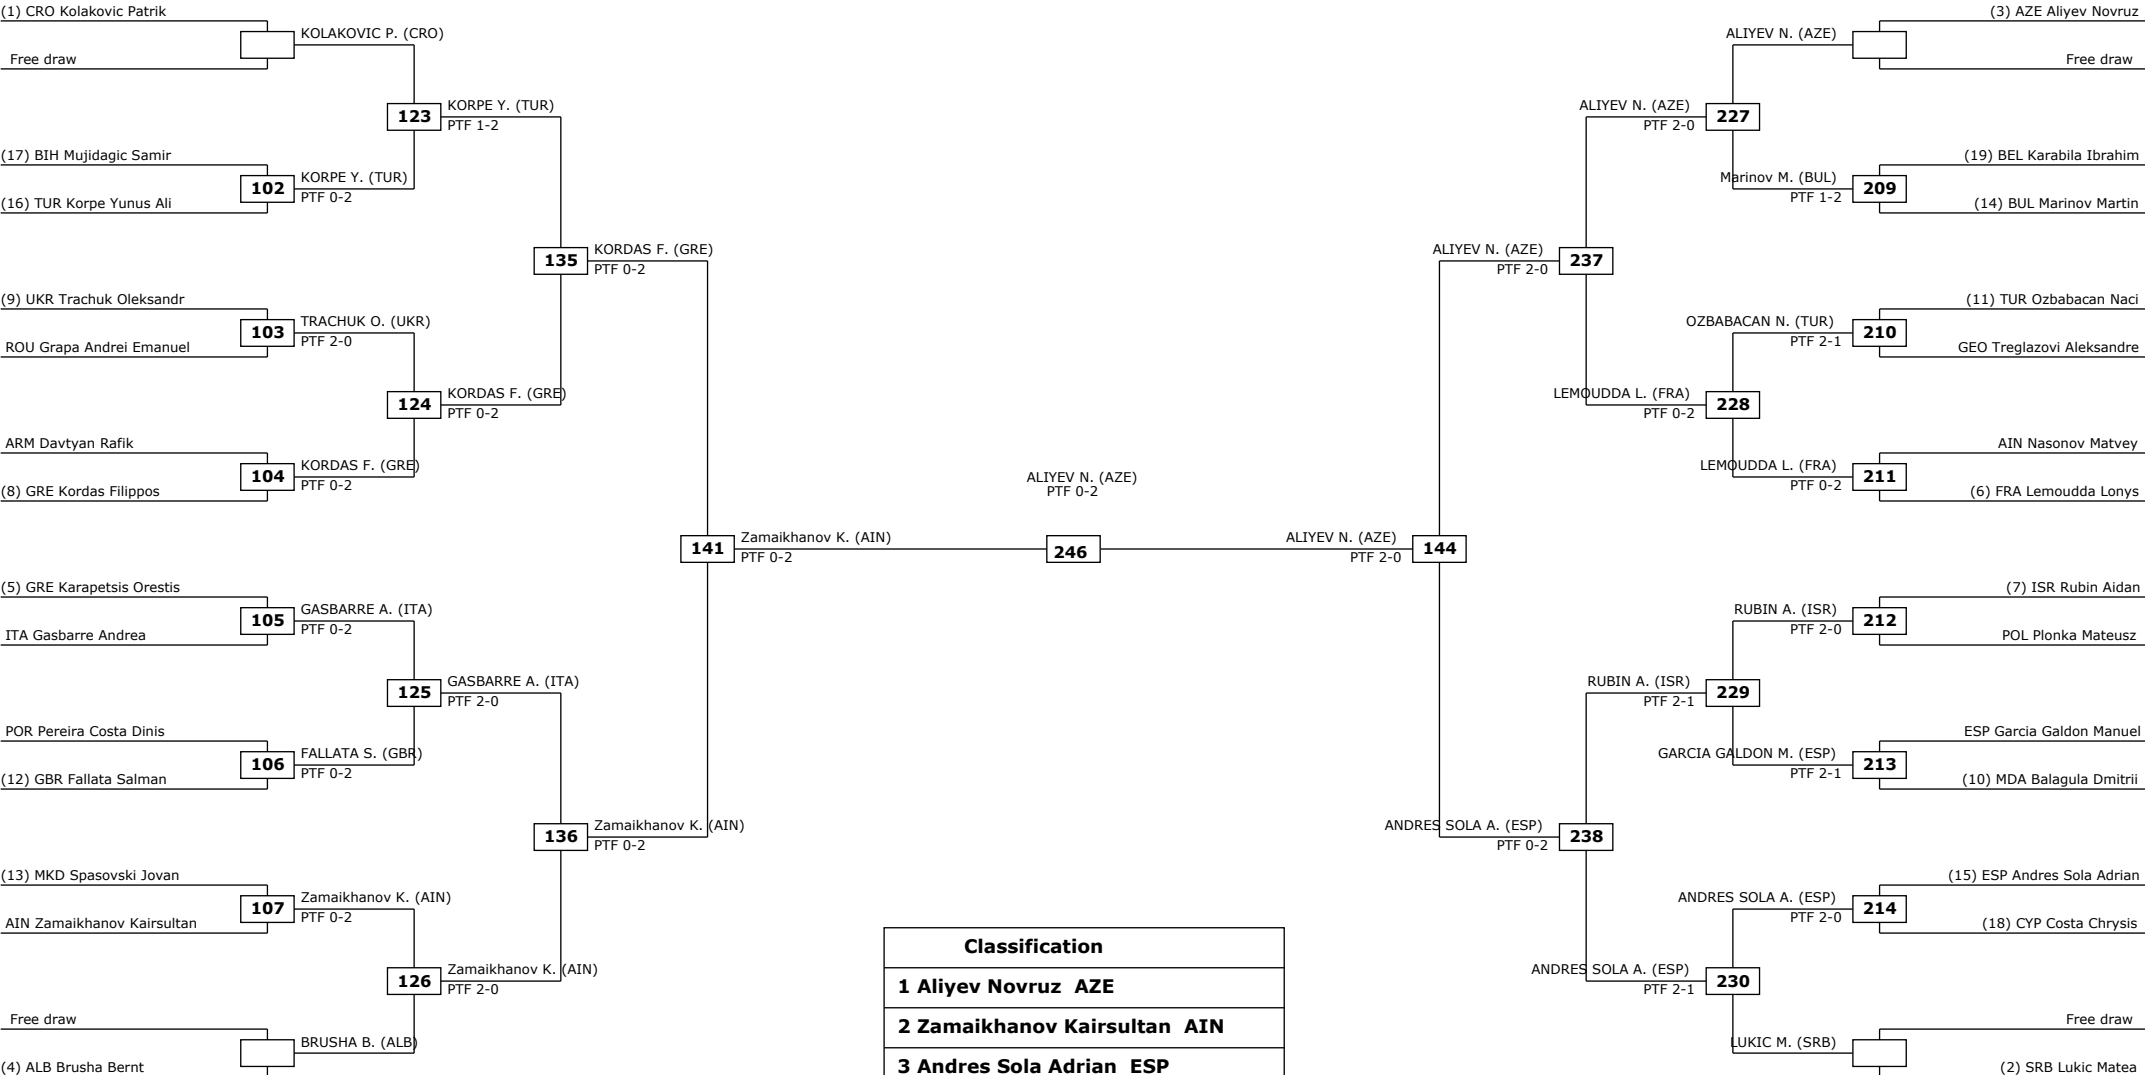 (1) CRO Kolakovic Patrik
KOLAKOVIC P. (CRO)
Free draw
123
KORPE Y. (TUR)
PTF 1-2
(17) BIH Mujidagic Samir
102
KORPE Y. (TUR)
PTF 0-2
(16) TUR Korpe Yunus Ali
135
KORDAS F. (GRE)
PTF 0-2
(9) UKR Trachuk Oleksandr
103
TRACHUK O. (UKR)
PTF 2-0
ROU Grapa Andrei Emanuel
124
KORDAS F. (GRE)
PTF 0-2
ARM Davtyan Rafik
104
KORDAS F. (GRE)
PTF 0-2
(8) GRE Kordas Filippos
141
Zamaikhanov K. (AIN)
PTF 0-2
(5) GRE Karapetsis Orestis
105
GASBARRE A. (ITA)
PTF 0-2
ITA Gasbarre Andrea
125
GASBARRE A. (ITA)
PTF 2-0
POR Pereira Costa Dinis
106
FALLATA S. (GBR)
PTF 0-2
(12) GBR Fallata Salman
136
Zamaikhanov K. (AIN)
PTF 0-2
(13) MKD Spasovski Jovan
107
Zamaikhanov K. (AIN)
PTF 0-2
AIN Zamaikhanov Kairsultan
126
Zamaikhanov K. (AIN)
PTF 2-0
Free draw
BRUSHA B. (ALB)
(4) ALB Brusha Bernt
ALIYEV N. (AZE)
PTF 0-2
246
(3) AZE Aliyev Novruz
ALIYEV N. (AZE)
Free draw
ALIYEV N. (AZE)
PTF 2-0
227
(19) BEL Karabila Ibrahim
Marinov M. (BUL)
PTF 1-2
209
(14) BUL Marinov Martin
ALIYEV N. (AZE)
PTF 2-0
237
(11) TUR Ozbabacan Naci
OZBABACAN N. (TUR)
PTF 2-1
210
GEO Treglazovi Aleksandre
LEMOUDDA L. (FRA)
PTF 0-2
228
AIN Nasonov Matvey
LEMOUDDA L. (FRA)
PTF 0-2
211
(6) FRA Lemoudda Lonys
ALIYEV N. (AZE)
PTF 2-0
144
(7) ISR Rubin Aidan
RUBIN A. (ISR)
PTF 2-0
212
POL Plonka Mateusz
RUBIN A. (ISR)
PTF 2-1
229
ESP Garcia Galdon Manuel
GARCIA GALDON M. (ESP)
PTF 2-1
213
(10) MDA Balagula Dmitrii
ANDRES SOLA A. (ESP)
PTF 0-2
238
(15) ESP Andres Sola Adrian
ANDRES SOLA A. (ESP)
PTF 2-0
214
(18) CYP Costa Chrysis
ANDRES SOLA A. (ESP)
PTF 2-1
230
Free draw
LUKIC M. (SRB)
(2) SRB Lukic Matea
Classification
1 Aliyev Novruz AZE
2 Zamaikhanov Kairsultan AIN
3 Andres Sola Adrian ESP